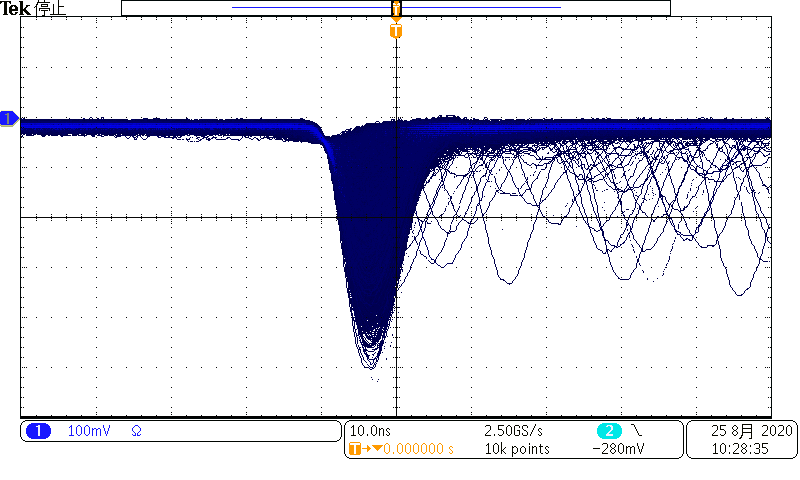 Tek 停止
T
T
1
1 100mV Ω 10.0ns 2.50GS/s 2 -280mV 25 8月 2020
T→▼0.000000 s 10k points 10:28:35